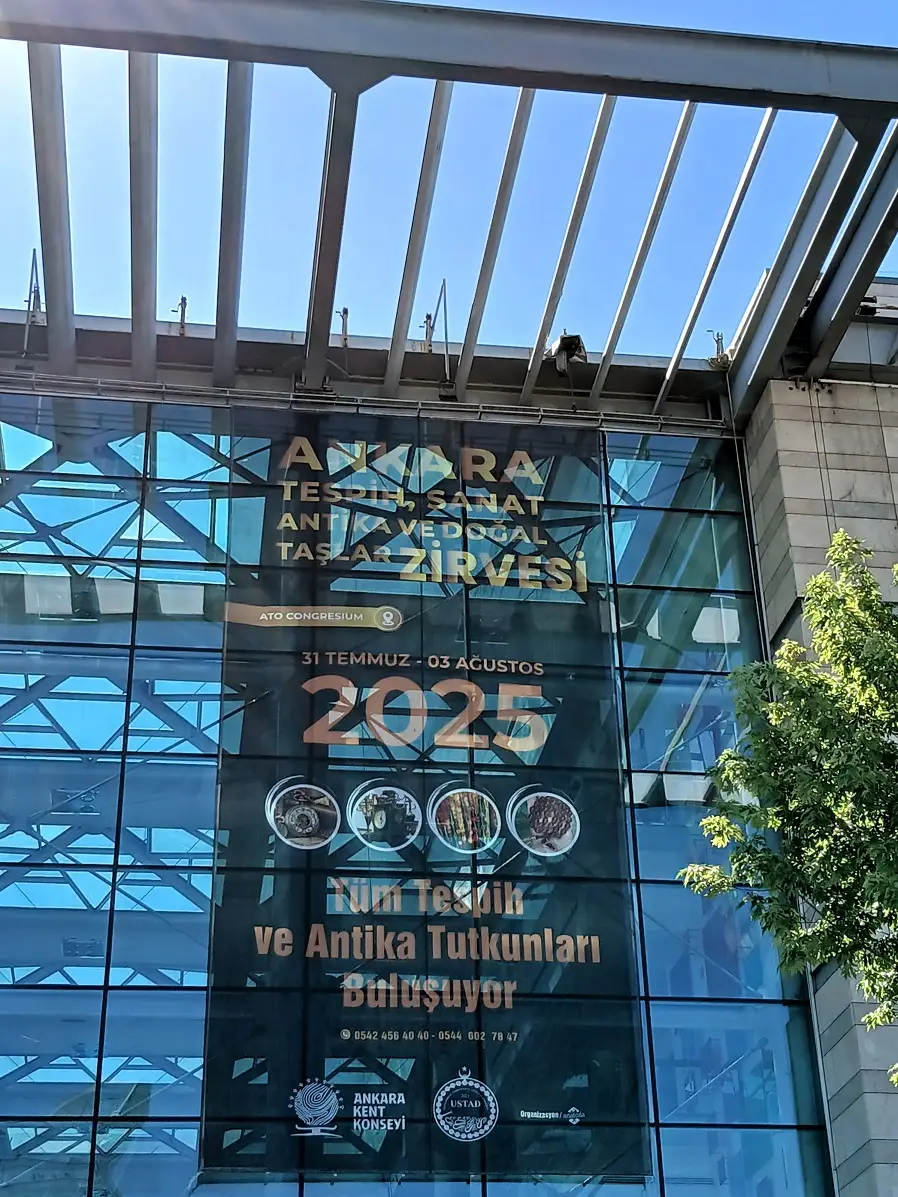 ANKARA
TESPİH, SANAT
ANTİKA VE DOĞAL
TAŞLAR ZİRVESİ
ATO CONGRESIUM
31 TEMMUZ - 03 AĞUSTOS
2025
Tüm Tespih
ve Antika Tutkunları
Buluşuyor
0542 456 40 40 - 0544 602 78 47
ANKARA
KENT
KONSEYİ
USTAD
Organizasyon /